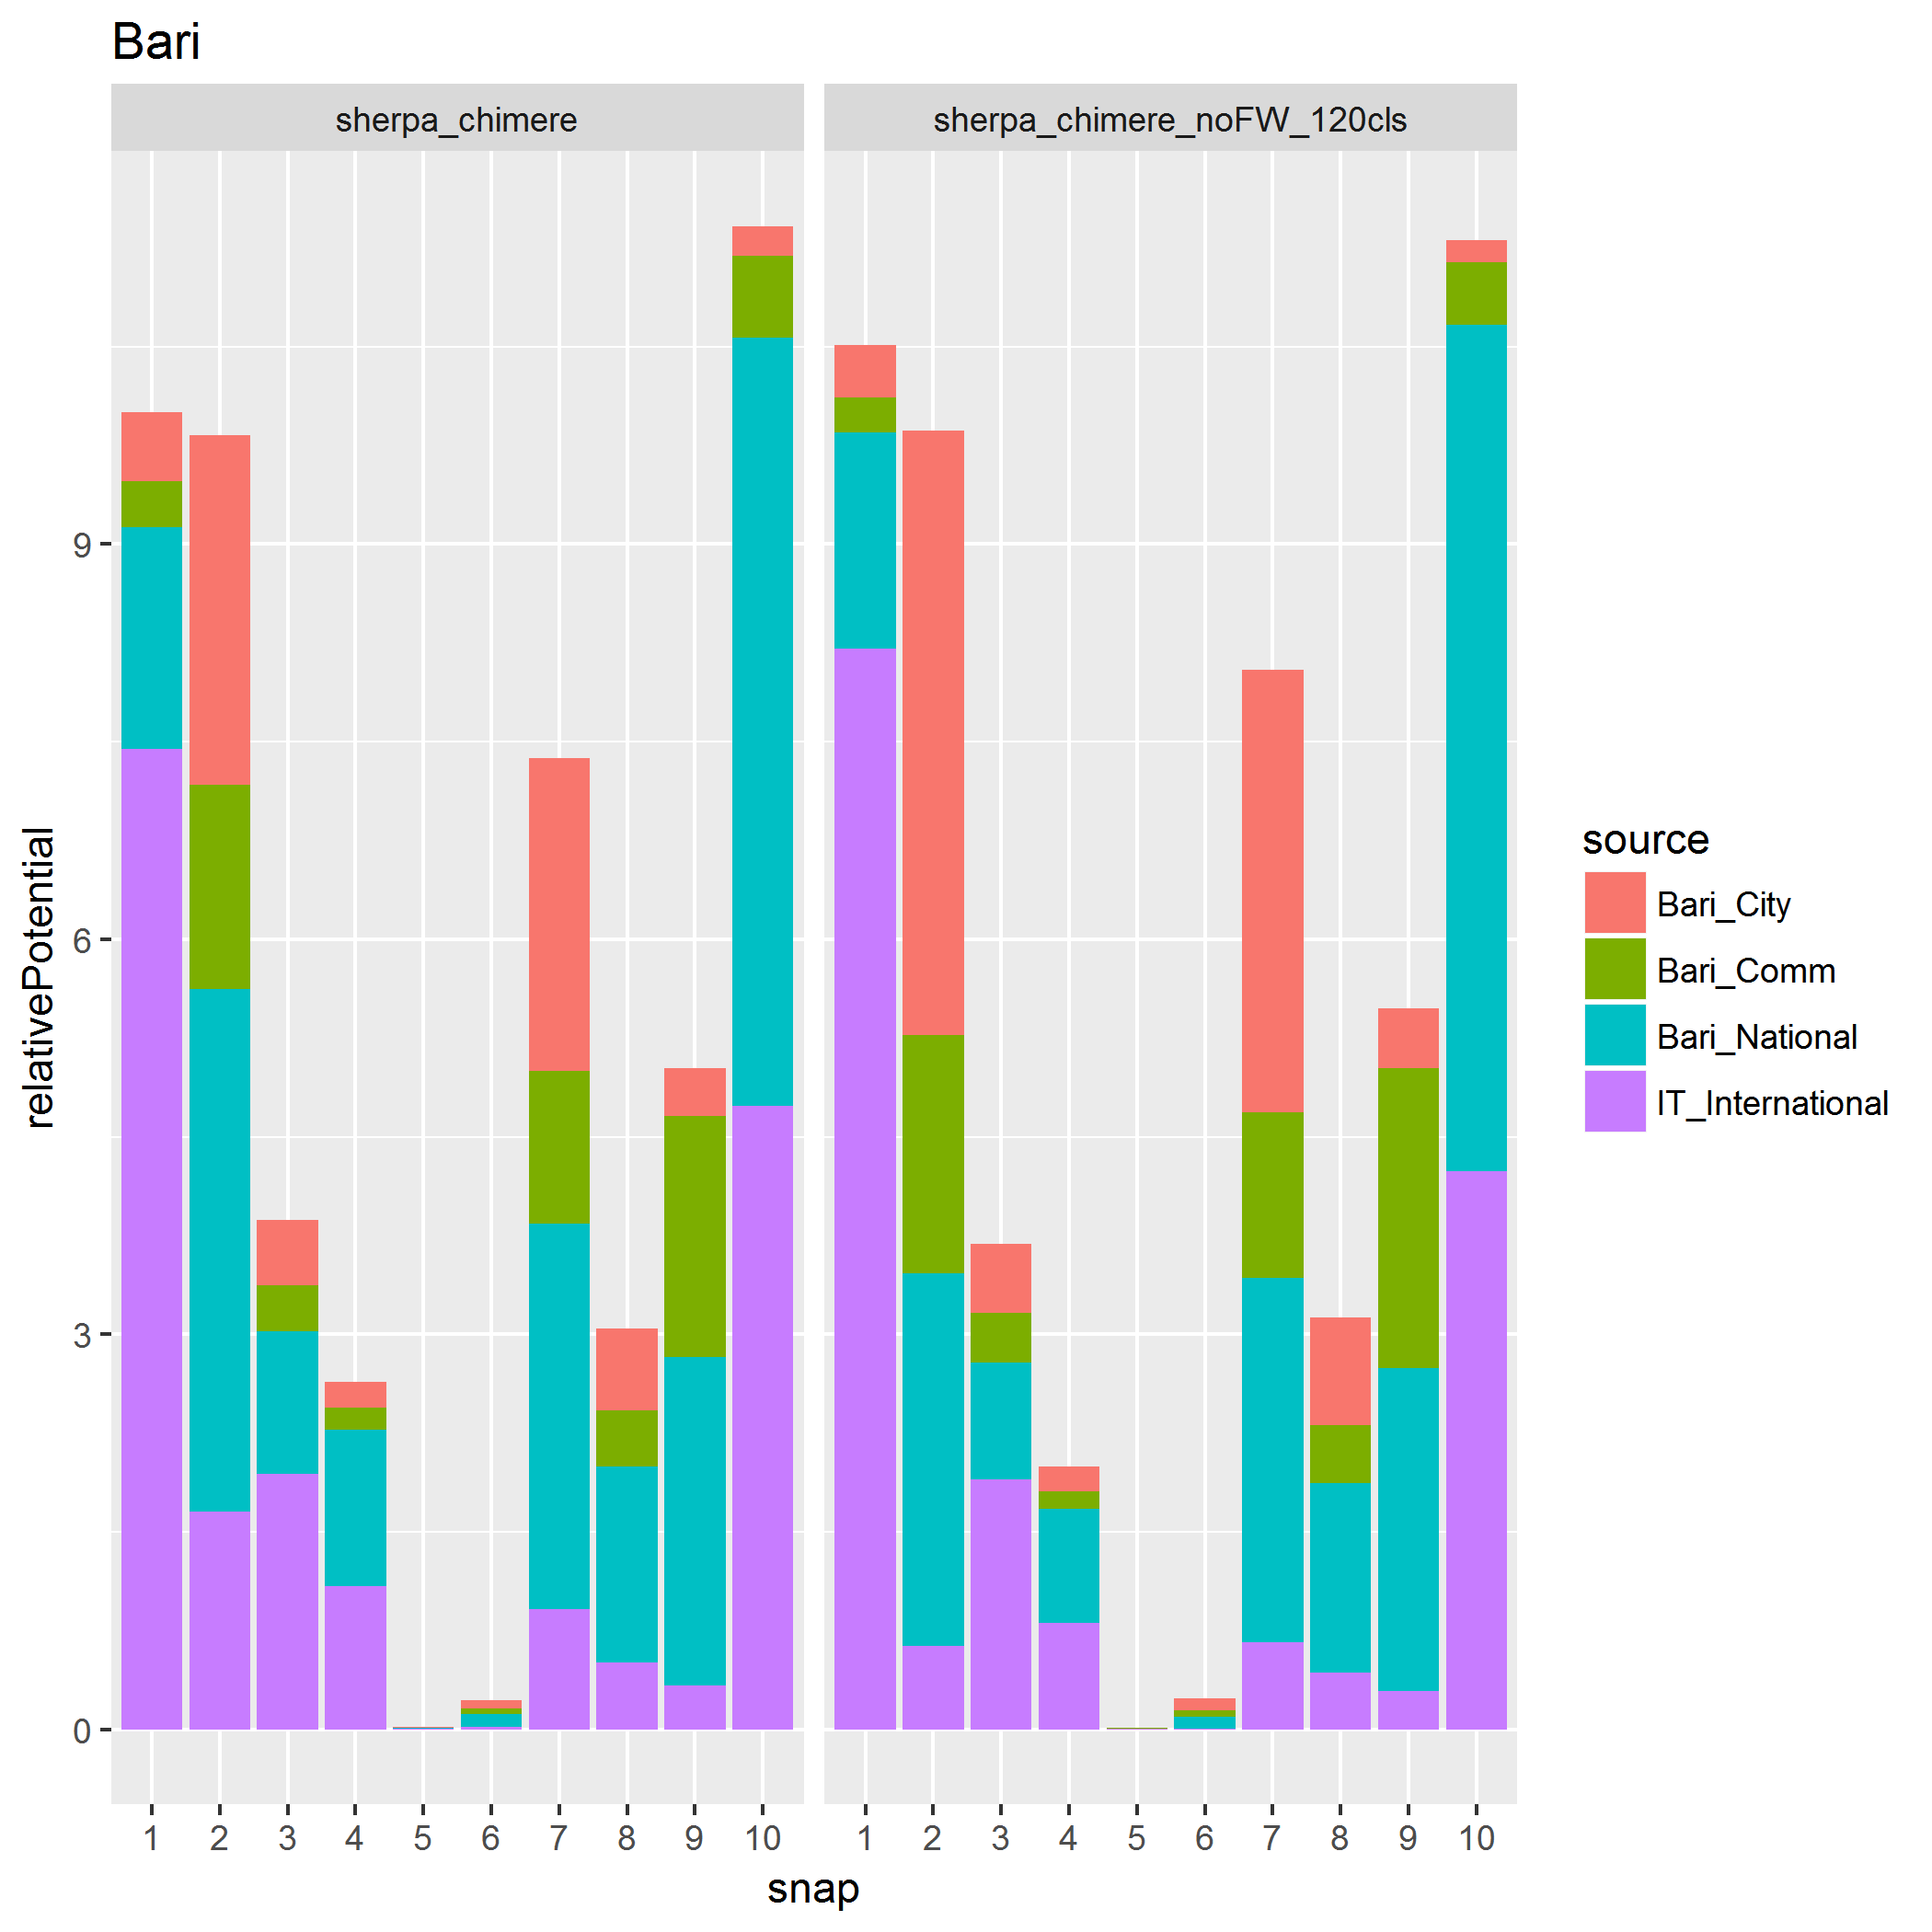 Bari
sherpa_chimere
sherpa_chimere_noFW_120cls
relativePotential
9
6
3
0
1 2 3 4 5 6 7 8 9 10
1 2 3 4 5 6 7 8 9 10
snap
source
Bari_City
Bari_Comm
Bari_National
IT_International